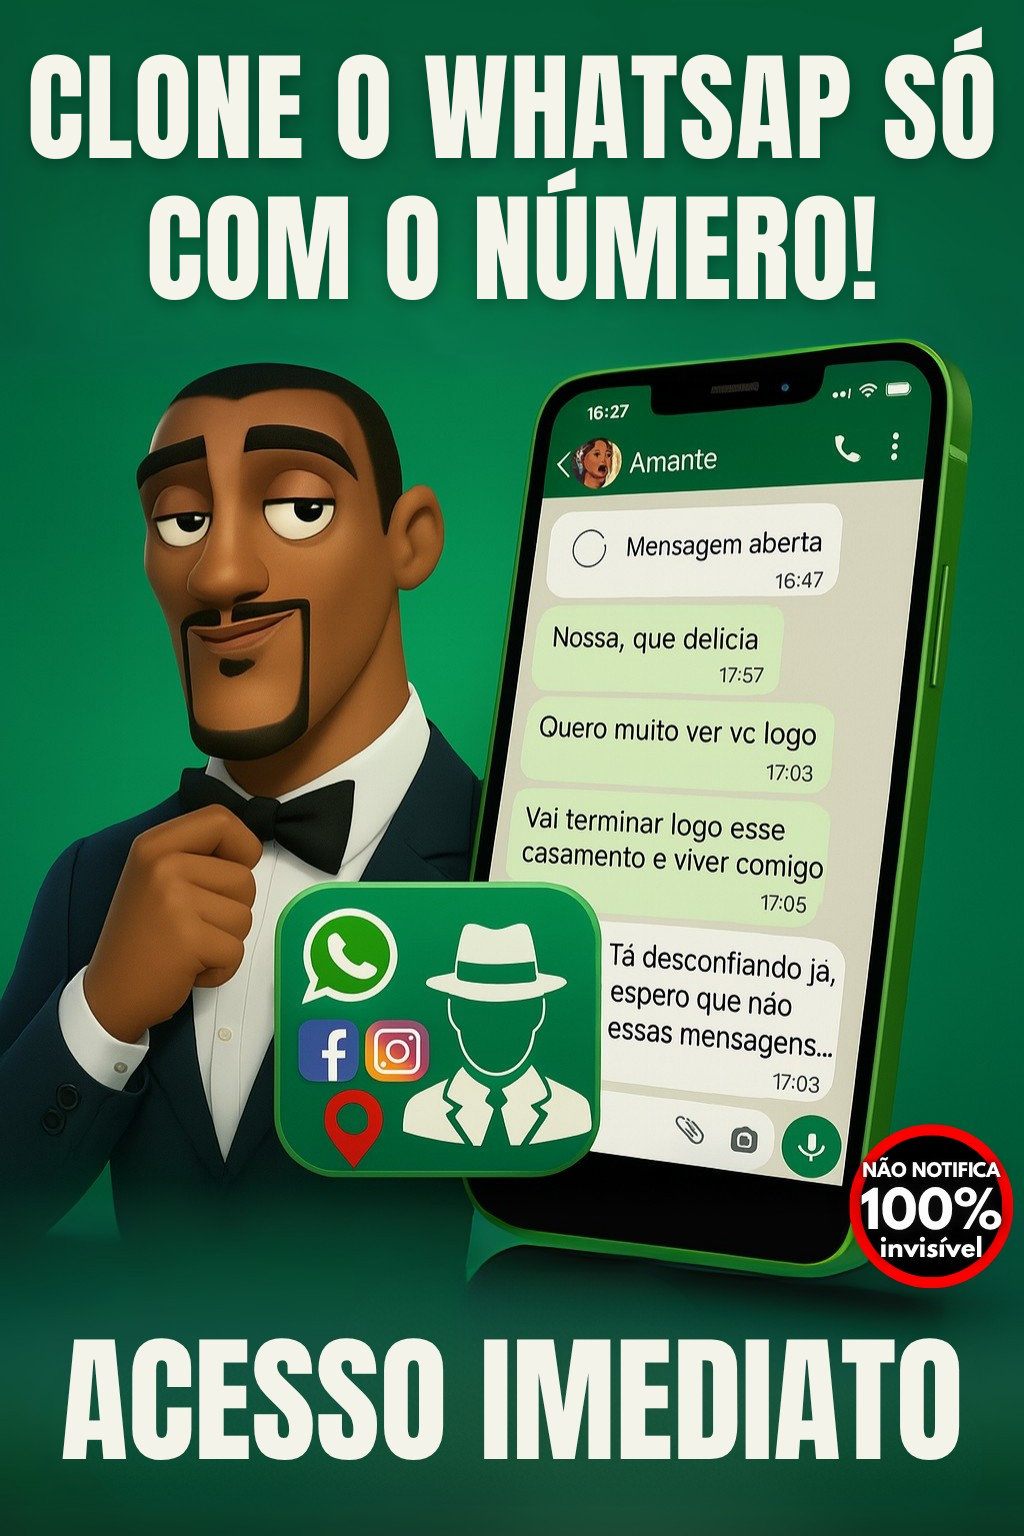 CLONE O WHATSAP SÓ
COM O NÚMERO!
16:27
Amante
Mensagem aberta
16:47
Nossa, que delicia
17:57
Quero muito ver vc logo
17:03
Vai terminar logo esse
casamento e viver comigo
17:05
Tá desconfiando já,
espero que não
essas mensagens...
17:03
NÃO NOTIFICA
100%
invisível
ACESSO IMEDIATO